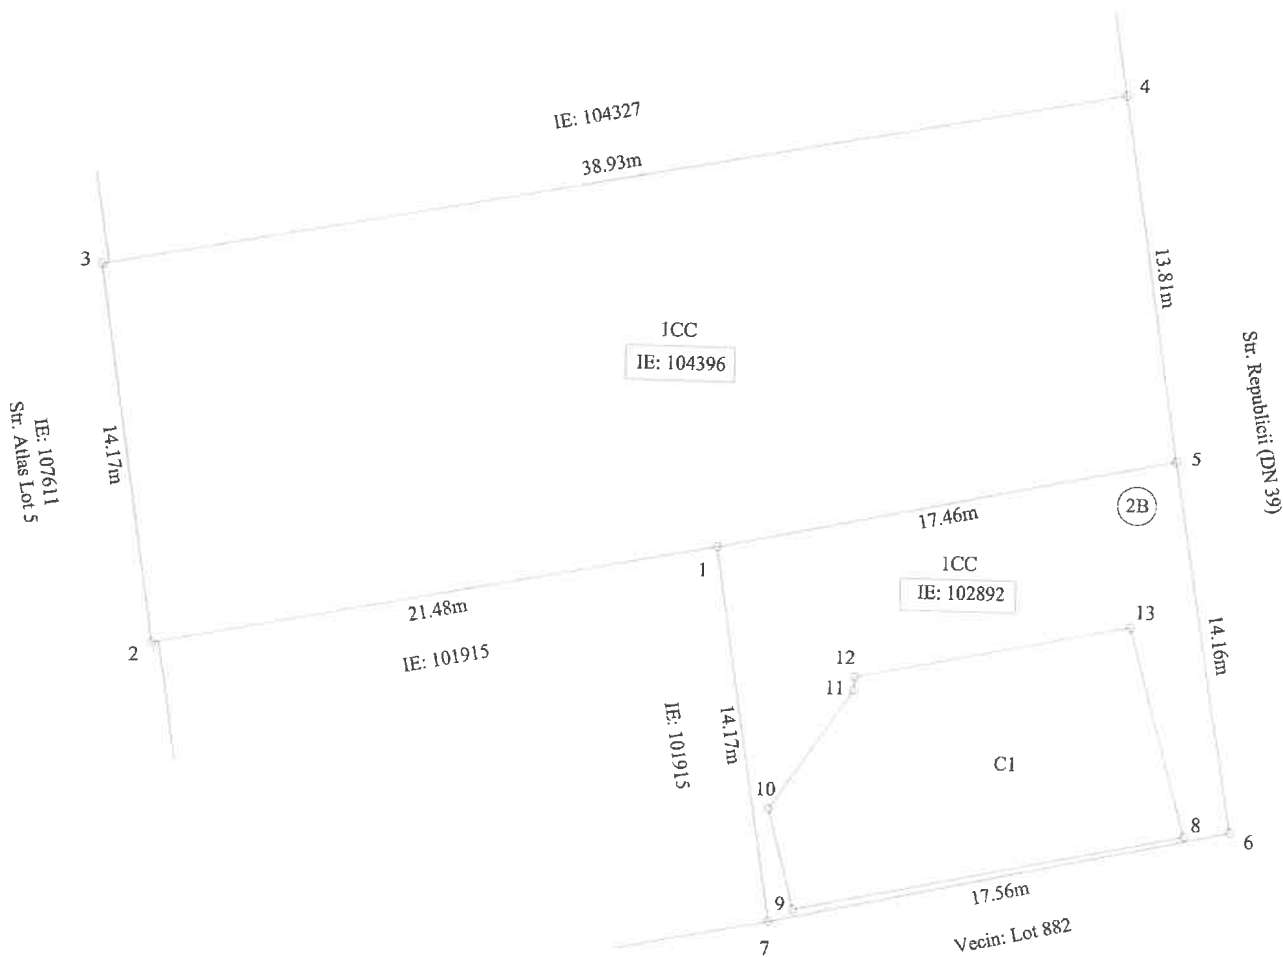 4
IE: 104327
38.93m
3
13.81m
1CC
IE: 104396
Str. Republicii (DN 39)
IE: 107611
Str. Atlas Lot 5
14.17m
5
2B
17.46m
1
1CC
IE: 102892
21.48m
2
IE: 101915
13
14.16m
12
11
IE: 101915
14.17m
C1
10
8
6
9
17.56m
7
Vecin: Lot 882